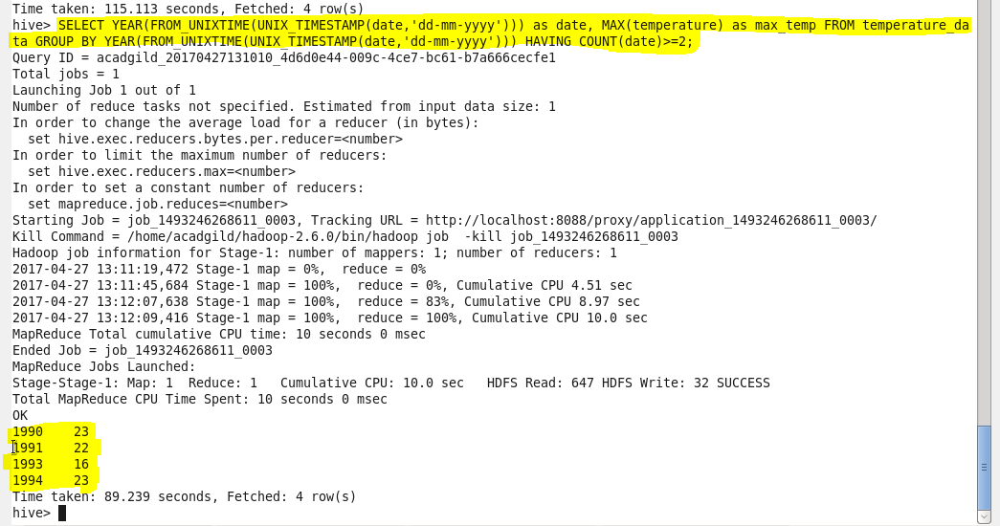 Time taken: 115.113 seconds, Fetched: 4 row(s)
hive> SELECT YEAR(FROM_UNIXTIME(UNIX_TIMESTAMP(date,'dd-mm-yyyy'))) as date, MAX(temperature) as max_temp FROM temperature_da
ta GROUP BY YEAR(FROM_UNIXTIME(UNIX_TIMESTAMP(date,'dd-mm-yyyy'))) HAVING COUNT(date)>=2;
Query ID = acadgild_20170427131010_4d6d0e44-009c-4ce7-bc61-b7a666cecfe1
Total jobs = 1
Launching Job 1 out of 1
Number of reduce tasks not specified. Estimated from input data size: 1
In order to change the average load for a reducer (in bytes):
  set hive.exec.reducers.bytes.per.reducer=<number>
In order to limit the maximum number of reducers:
  set hive.exec.reducers.max=<number>
In order to set a constant number of reducers:
  set mapreduce.job.reduces=<number>
Starting Job = job_1493246268611_0003, Tracking URL = http://localhost:8088/proxy/application_1493246268611_0003/
Kill Command = /home/acadgild/hadoop-2.6.0/bin/hadoop job  -kill job_1493246268611_0003
Hadoop job information for Stage-1: number of mappers: 1; number of reducers: 1
2017-04-27 13:11:19,472 Stage-1 map = 0%,  reduce = 0%
2017-04-27 13:11:45,684 Stage-1 map = 100%,  reduce = 0%, Cumulative CPU 4.51 sec
2017-04-27 13:12:07,638 Stage-1 map = 100%,  reduce = 83%, Cumulative CPU 8.97 sec
2017-04-27 13:12:09,416 Stage-1 map = 100%,  reduce = 100%, Cumulative CPU 10.0 sec
MapReduce Total cumulative CPU time: 10 seconds 0 msec
Ended Job = job_1493246268611_0003
MapReduce Jobs Launched:
Stage-Stage-1: Map: 1  Reduce: 1   Cumulative CPU: 10.0 sec   HDFS Read: 647 HDFS Write: 32 SUCCESS
Total MapReduce CPU Time Spent: 10 seconds 0 msec
OK
1990    23
1991    22
1993    16
1994    23
Time taken: 89.239 seconds, Fetched: 4 row(s)
hive>